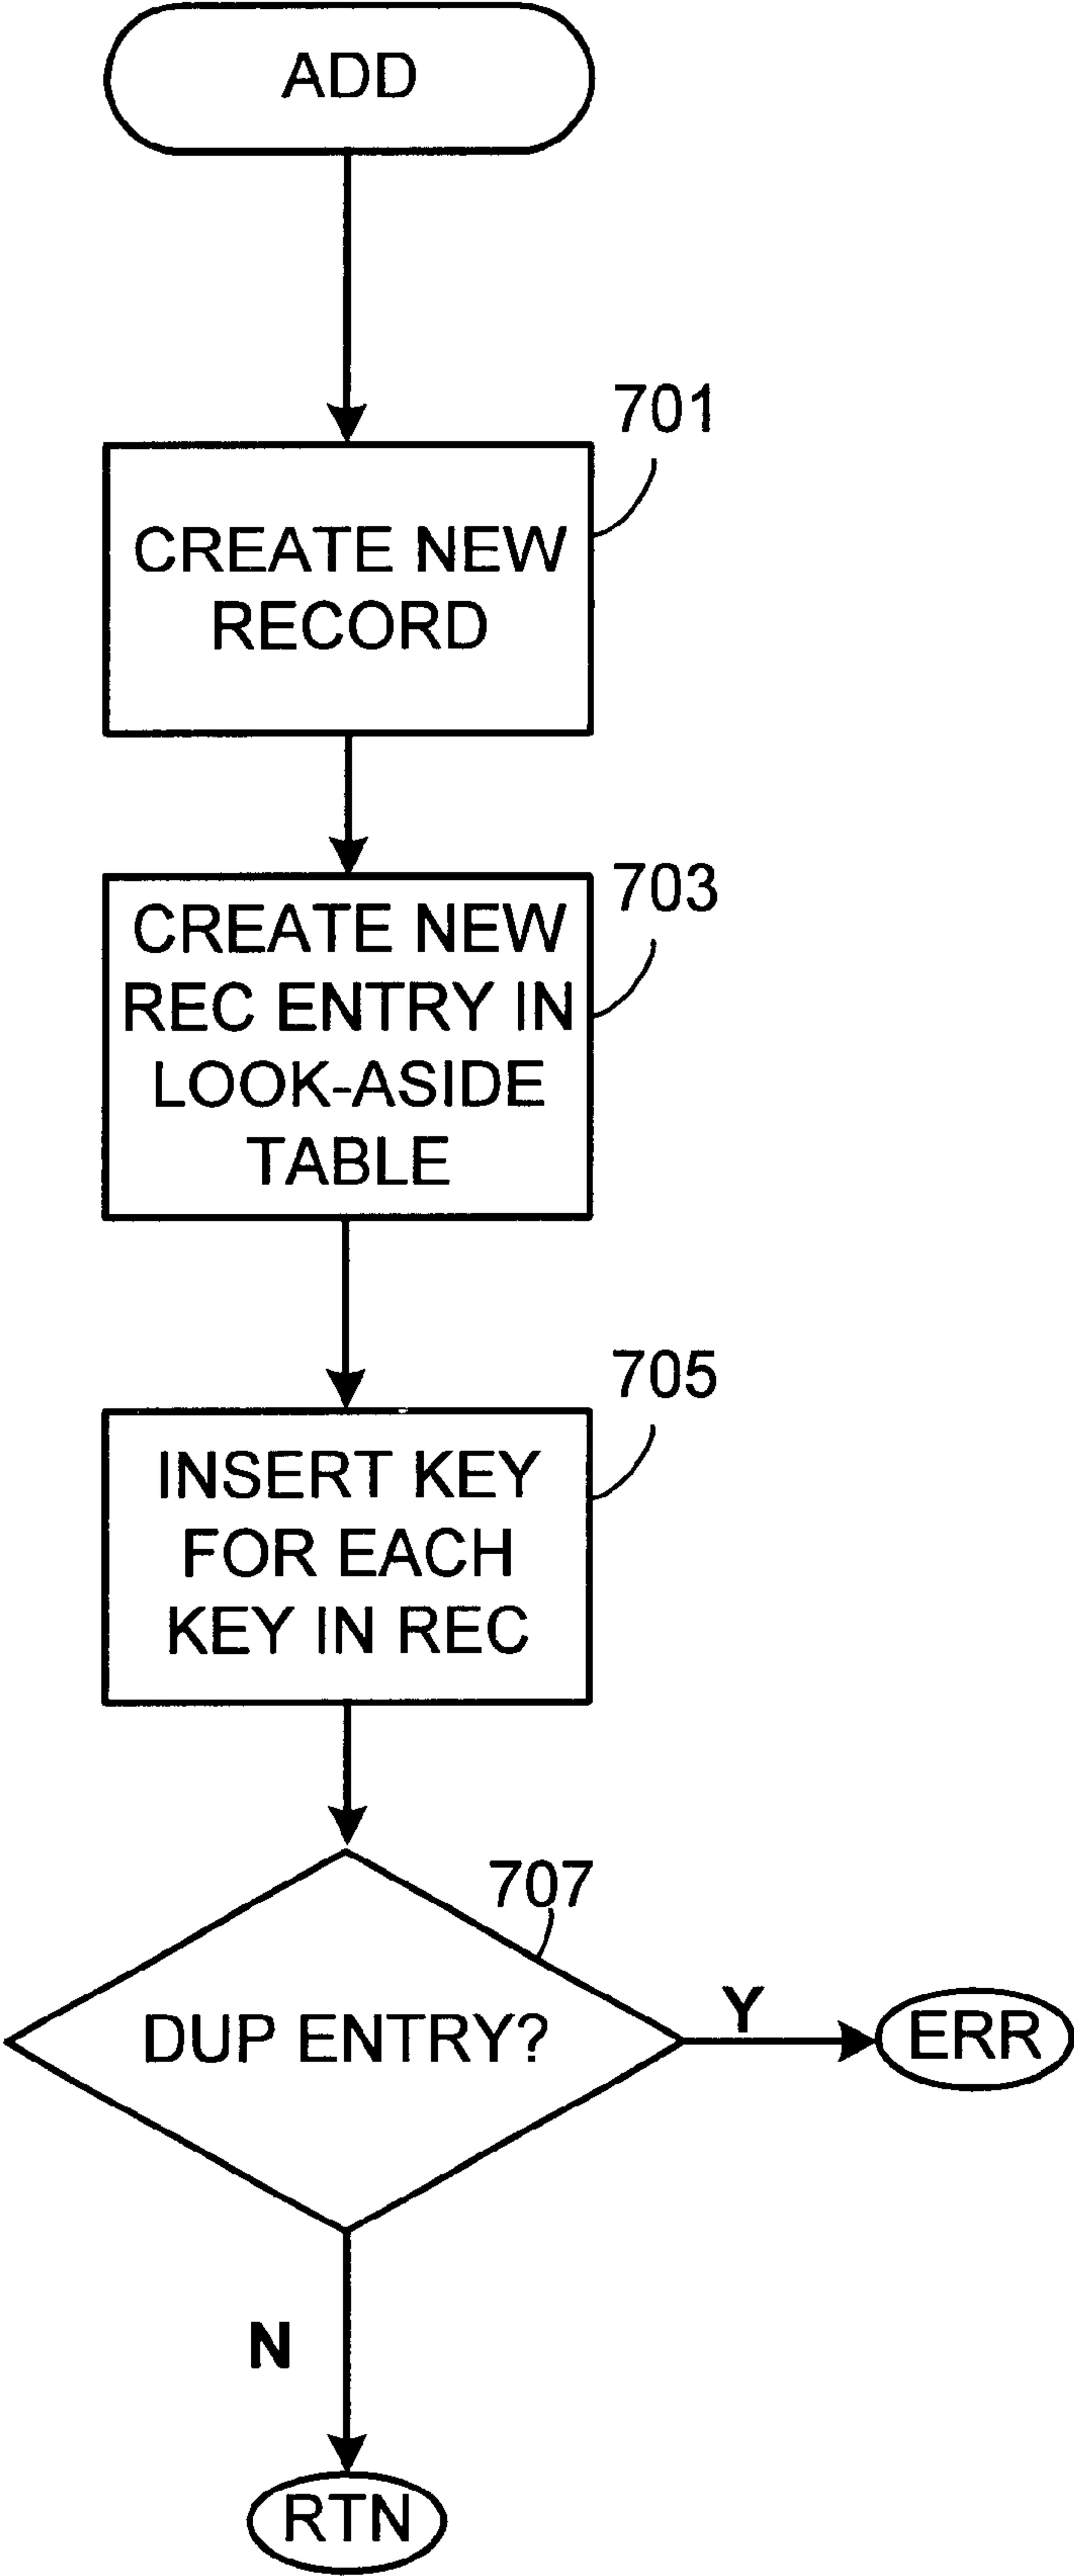 ADD
701
CREATE NEW
RECORD
703
CREATE NEW
REC ENTRY IN
LOOK-ASIDE
TABLE
705
INSERT KEY
FOR EACH
KEY IN REC
707
DUP ENTRY?
Y
ERR
N
RTN